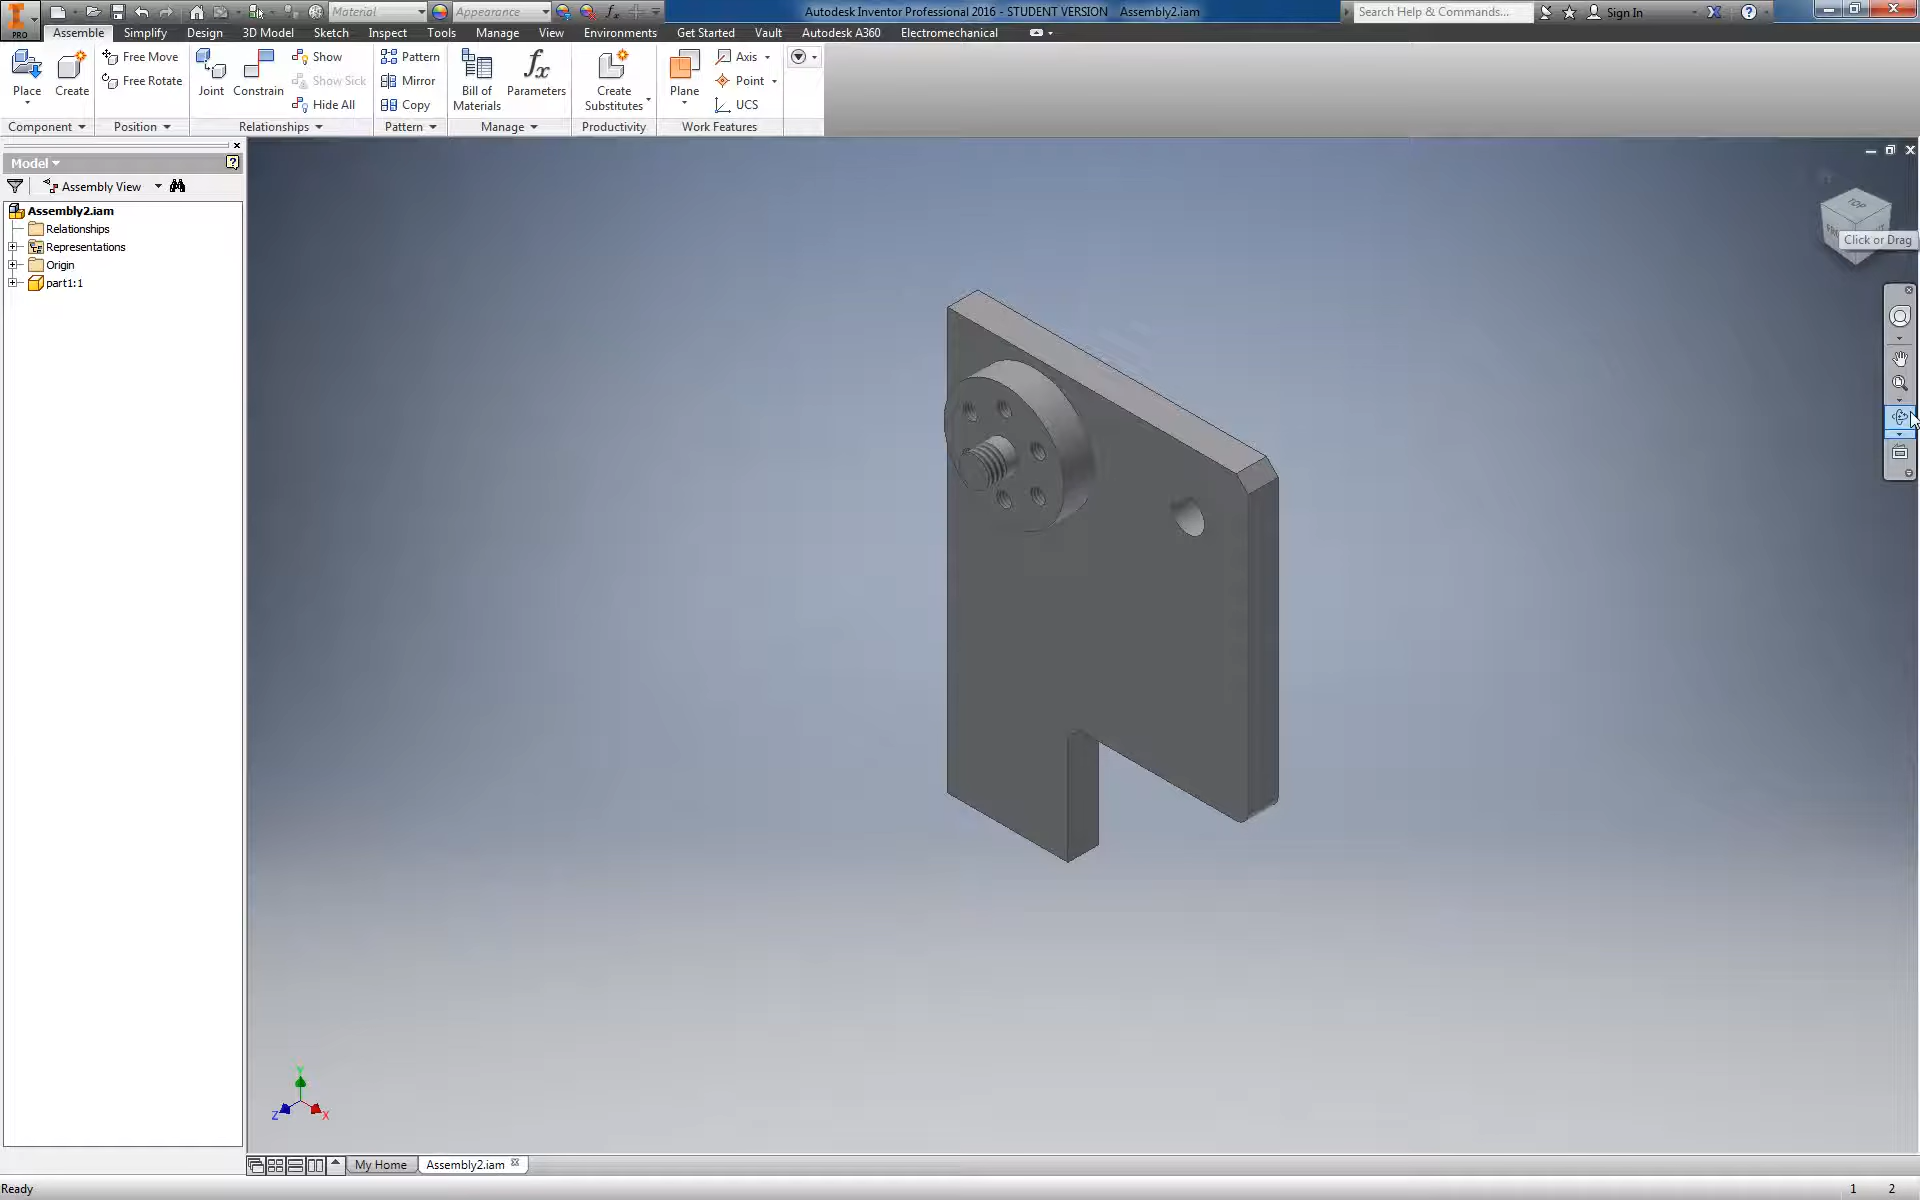 Material
Appearance
Autodesk Inventor Professional 2016 - STUDENT VERSION Assembly2.iam
Search Help & Commands...
Sign In
PRO
Assemble
Simplify
Design
3D Model
Sketch
Inspect
Tools
Manage
View
Environments
Get Started
Vault
Autodesk A360
Electromechanical
Place
Create
Free Move
Free Rotate
Joint
Constrain
Show
Show Sick
Hide All
Pattern
Mirror
Copy
Bill of
Materials
fx
Parameters
Create
Substitutes
Plane
Axis
Point
UCS
Component
Position
Relationships
Pattern
Manage
Productivity
Work Features
Model
Assembly View
Assembly2.iam
Relationships
Representations
Origin
part1:1
TOP
Click or Drag
Y
Z
X
My Home
Assembly2.iam
Ready
1
2